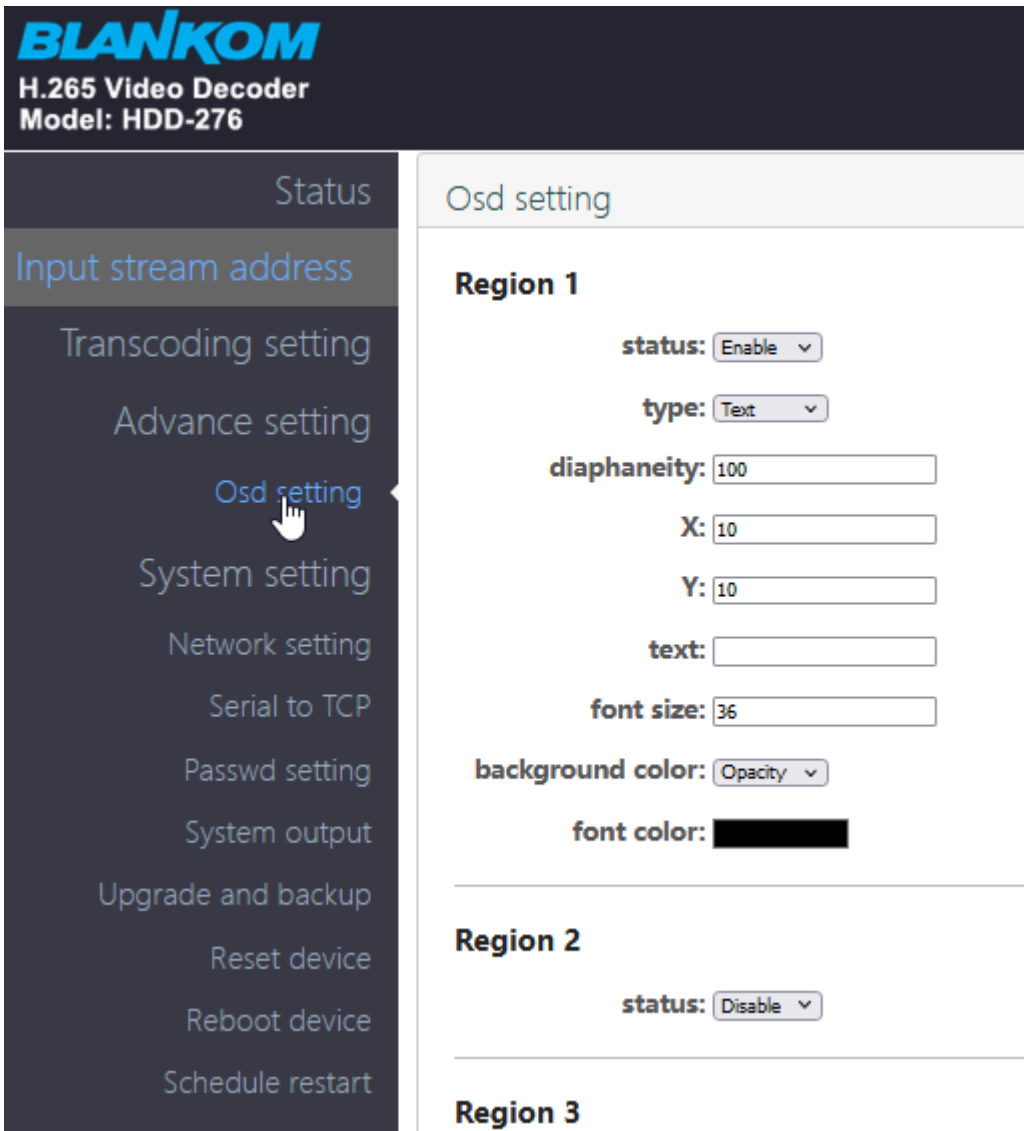 BLANKOM
H.265 Video Decoder
Model: HDD-276
Status
Input stream address
Transcoding setting
Advance setting
Osd setting
System setting
Network setting
Serial to TCP
Passwd setting
System output
Upgrade and backup
Reset device
Reboot device
Schedule restart
Osd setting
Region 1
status: Enable
type: Text
diaphaneity: 100
X: 10
Y: 10
text:
font size: 36
background color: Opacity
font color:
Region 2
status: Disable
Region 3